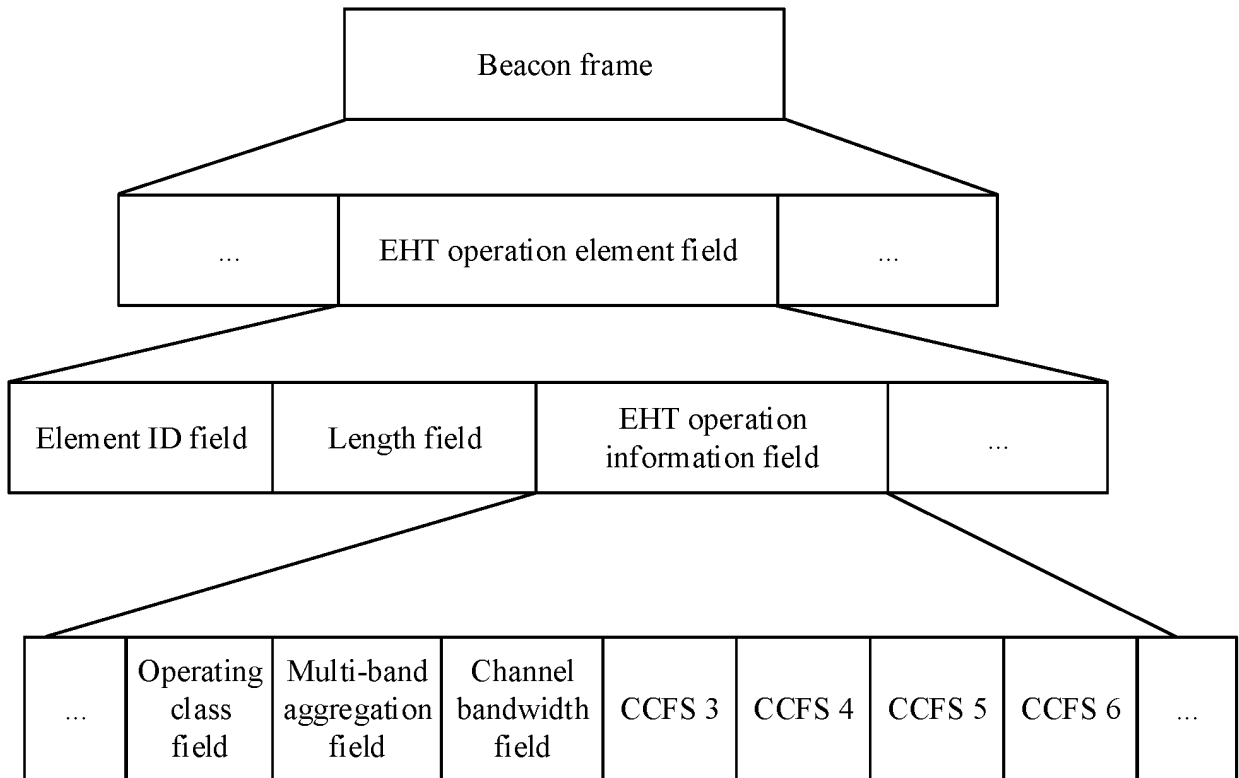 Beacon frame
...
EHT operation element field
...
Element ID field
Length field
EHT operation
information field
...
...
Operating
class
field
Multi-band
aggregation
field
Channel
bandwidth
field
CCFS 3
CCFS 4
CCFS 5
CCFS 6
...